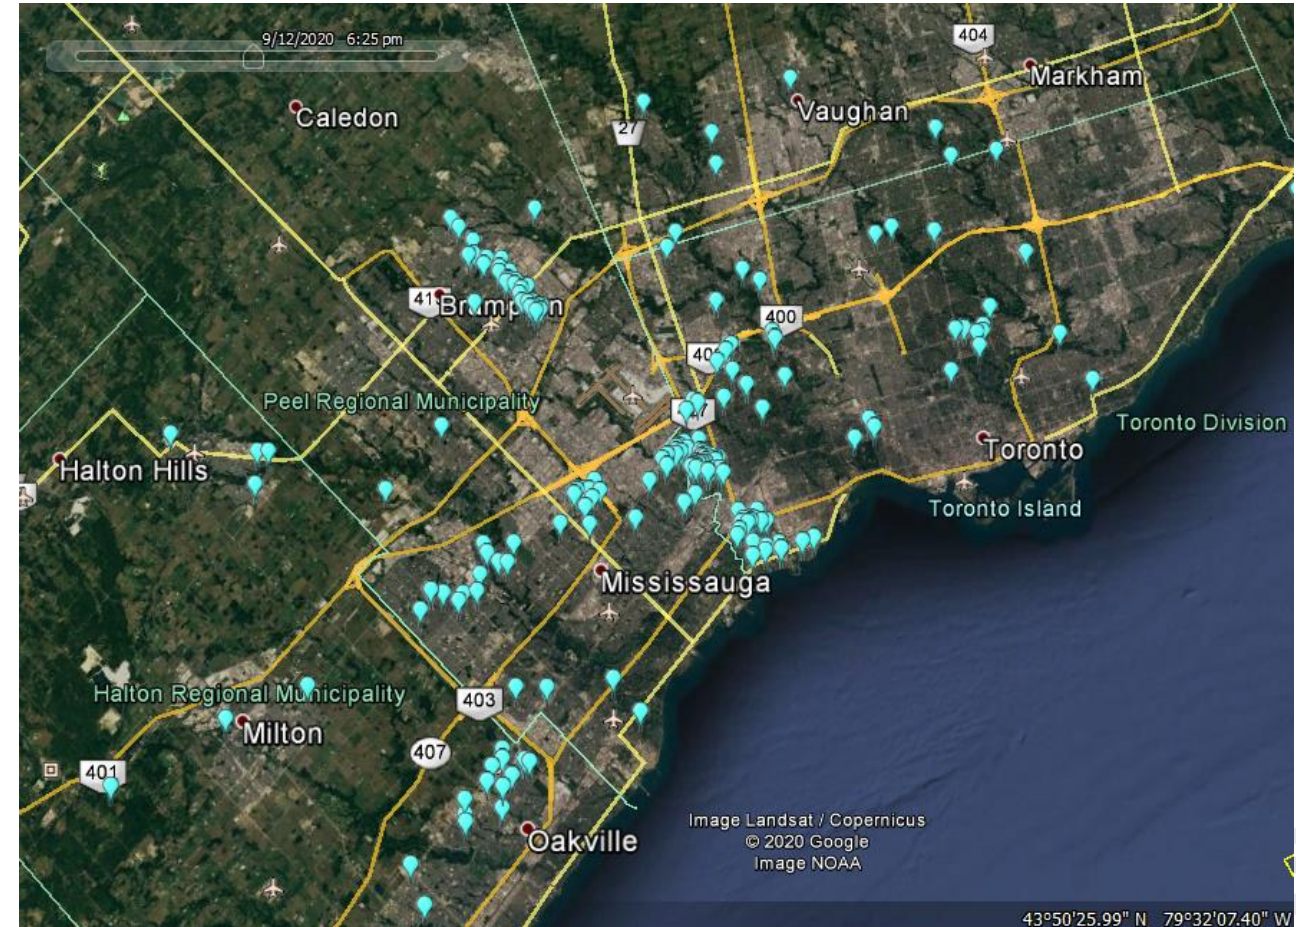 9/12/2020 6:25 pm
404
Markham
Vaughan
Caledon
27
Brampton
400
Peel Regional Municipality
Toronto Division
Halton Hills
Toronto
Toronto Island
Mississauga
Halton Regional Municipality
403
Milton
407
401
Oakville
Image Landsat / Copernicus
© 2020 Google
Image NOAA
43°50'25.99" N 79°32'07.40" W